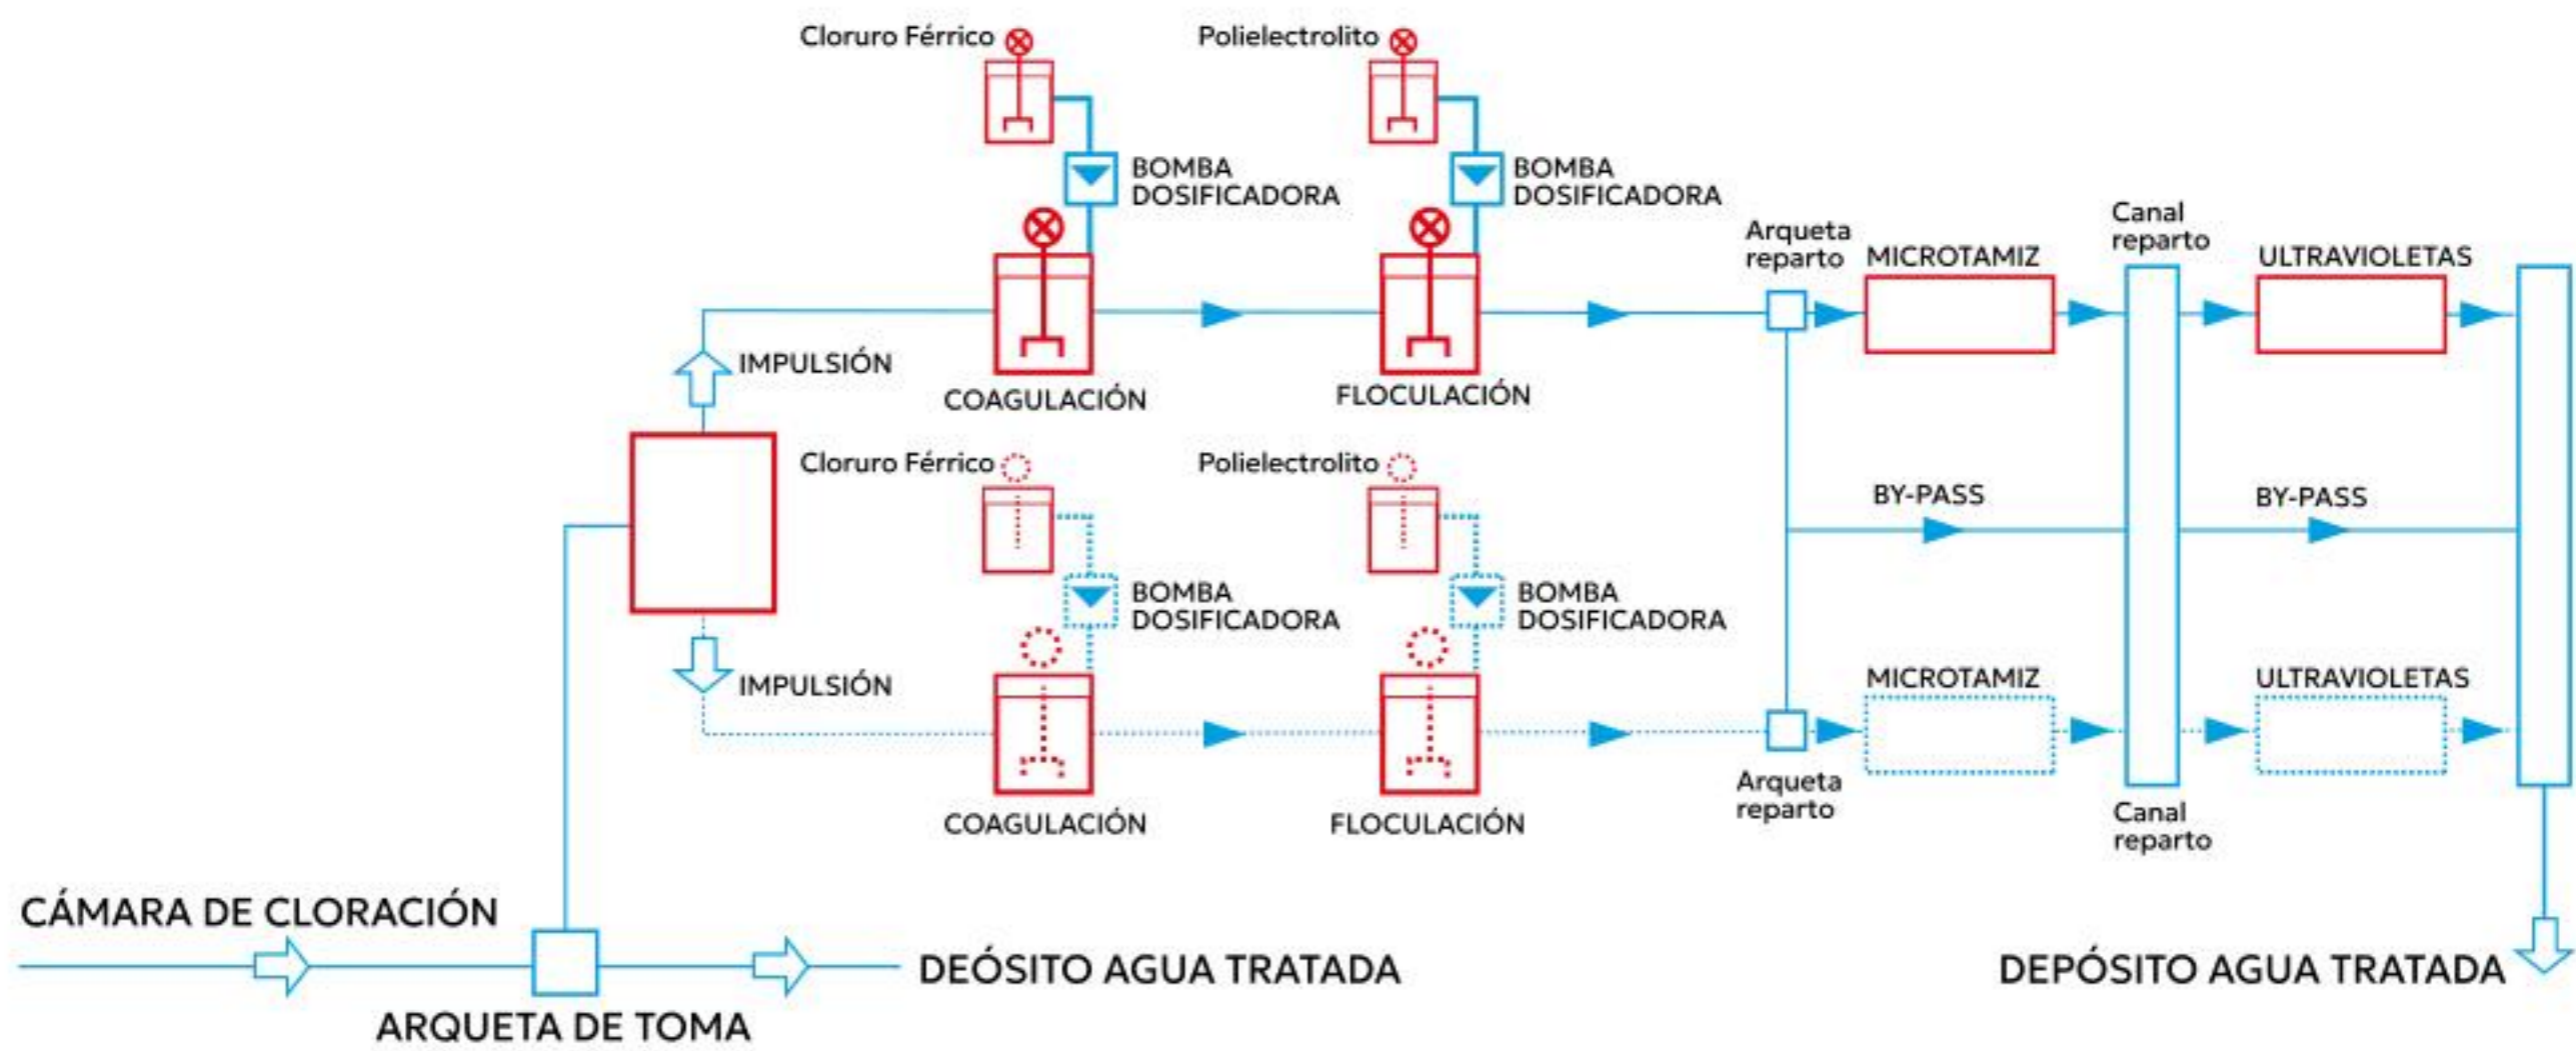 Cloruro Férrico
Polielectrolito
BOMBA
DOSIFICADORA
BOMBA
DOSIFICADORA
Arqueta
reparto
MICROTAMIZ
Canal
reparto
ULTRAVIOLETAS
IMPULSIÓN
COAGULACIÓN
FLOCULACIÓN
Cloruro Férrico
Polielectrolito
BY-PASS
BY-PASS
BOMBA
DOSIFICADORA
BOMBA
DOSIFICADORA
IMPULSIÓN
MICROTAMIZ
ULTRAVIOLETAS
COAGULACIÓN
FLOCULACIÓN
Arqueta
reparto
Canal
reparto
CÁMARA DE CLORACIÓN
DEÓSITO AGUA TRATADA
DEPÓSITO AGUA TRATADA
ARQUETA DE TOMA